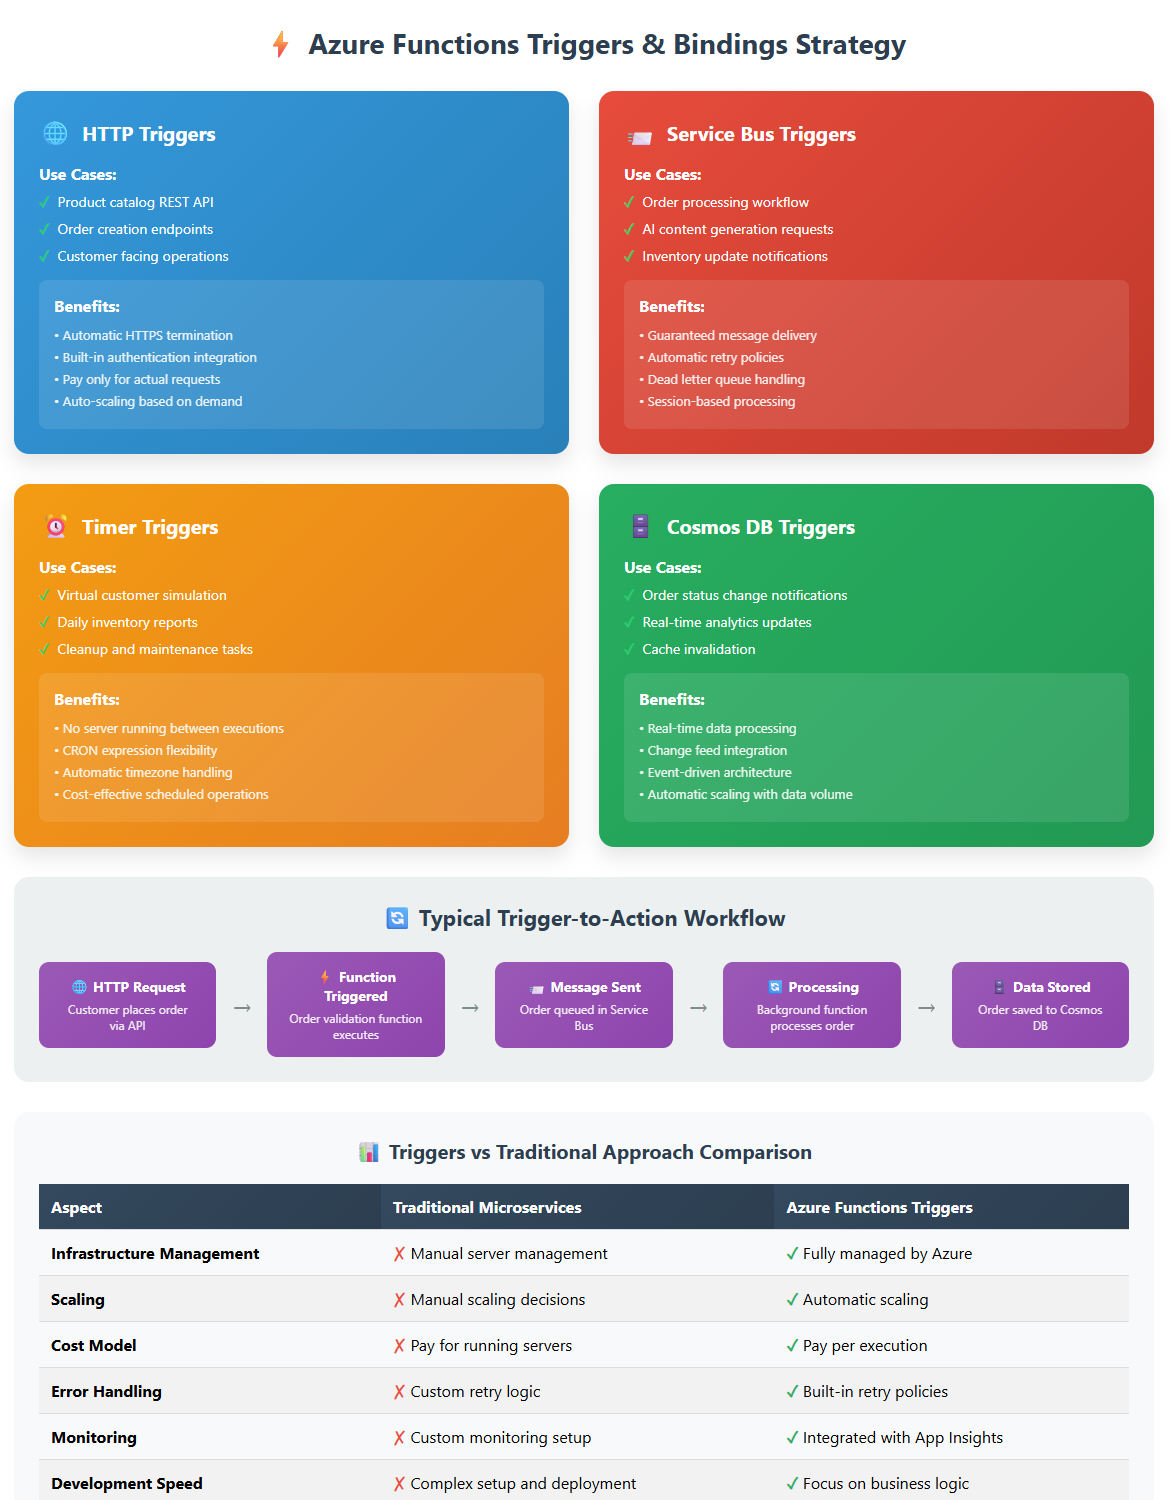 ⚡ Azure Functions Triggers & Bindings Strategy
🌐 HTTP Triggers
Use Cases:
✓ Product catalog REST API
✓ Order creation endpoints
✓ Customer facing operations
Benefits:
• Automatic HTTPS termination
• Built-in authentication integration
• Pay only for actual requests
• Auto-scaling based on demand
📨 Service Bus Triggers
Use Cases:
✓ Order processing workflow
✓ AI content generation requests
✓ Inventory update notifications
Benefits:
• Guaranteed message delivery
• Automatic retry policies
• Dead letter queue handling
• Session-based processing
⏰ Timer Triggers
Use Cases:
✓ Virtual customer simulation
✓ Daily inventory reports
✓ Cleanup and maintenance tasks
Benefits:
• No server running between executions
• CRON expression flexibility
• Automatic timezone handling
• Cost-effective scheduled operations
🗄️ Cosmos DB Triggers
Use Cases:
✓ Order status change notifications
✓ Real-time analytics updates
✓ Cache invalidation
Benefits:
• Real-time data processing
• Change feed integration
• Event-driven architecture
• Automatic scaling with data volume
🔄 Typical Trigger-to-Action Workflow
🌐 HTTP Request
Customer places order
via API
→
⚡ Function
Triggered
Order validation function
executes
→
📨 Message Sent
Order queued in Service
Bus
→
🔄 Processing
Background function
processes order
→
🗄️ Data Stored
Order saved to Cosmos
DB
📊 Triggers vs Traditional Approach Comparison
Aspect Traditional Microservices Azure Functions Triggers
Infrastructure Management ✗ Manual server management ✓ Fully managed by Azure
Scaling ✗ Manual scaling decisions ✓ Automatic scaling
Cost Model ✗ Pay for running servers ✓ Pay per execution
Error Handling ✗ Custom retry logic ✓ Built-in retry policies
Monitoring ✗ Custom monitoring setup ✓ Integrated with App Insights
Development Speed ✗ Complex setup and deployment ✓ Focus on business logic